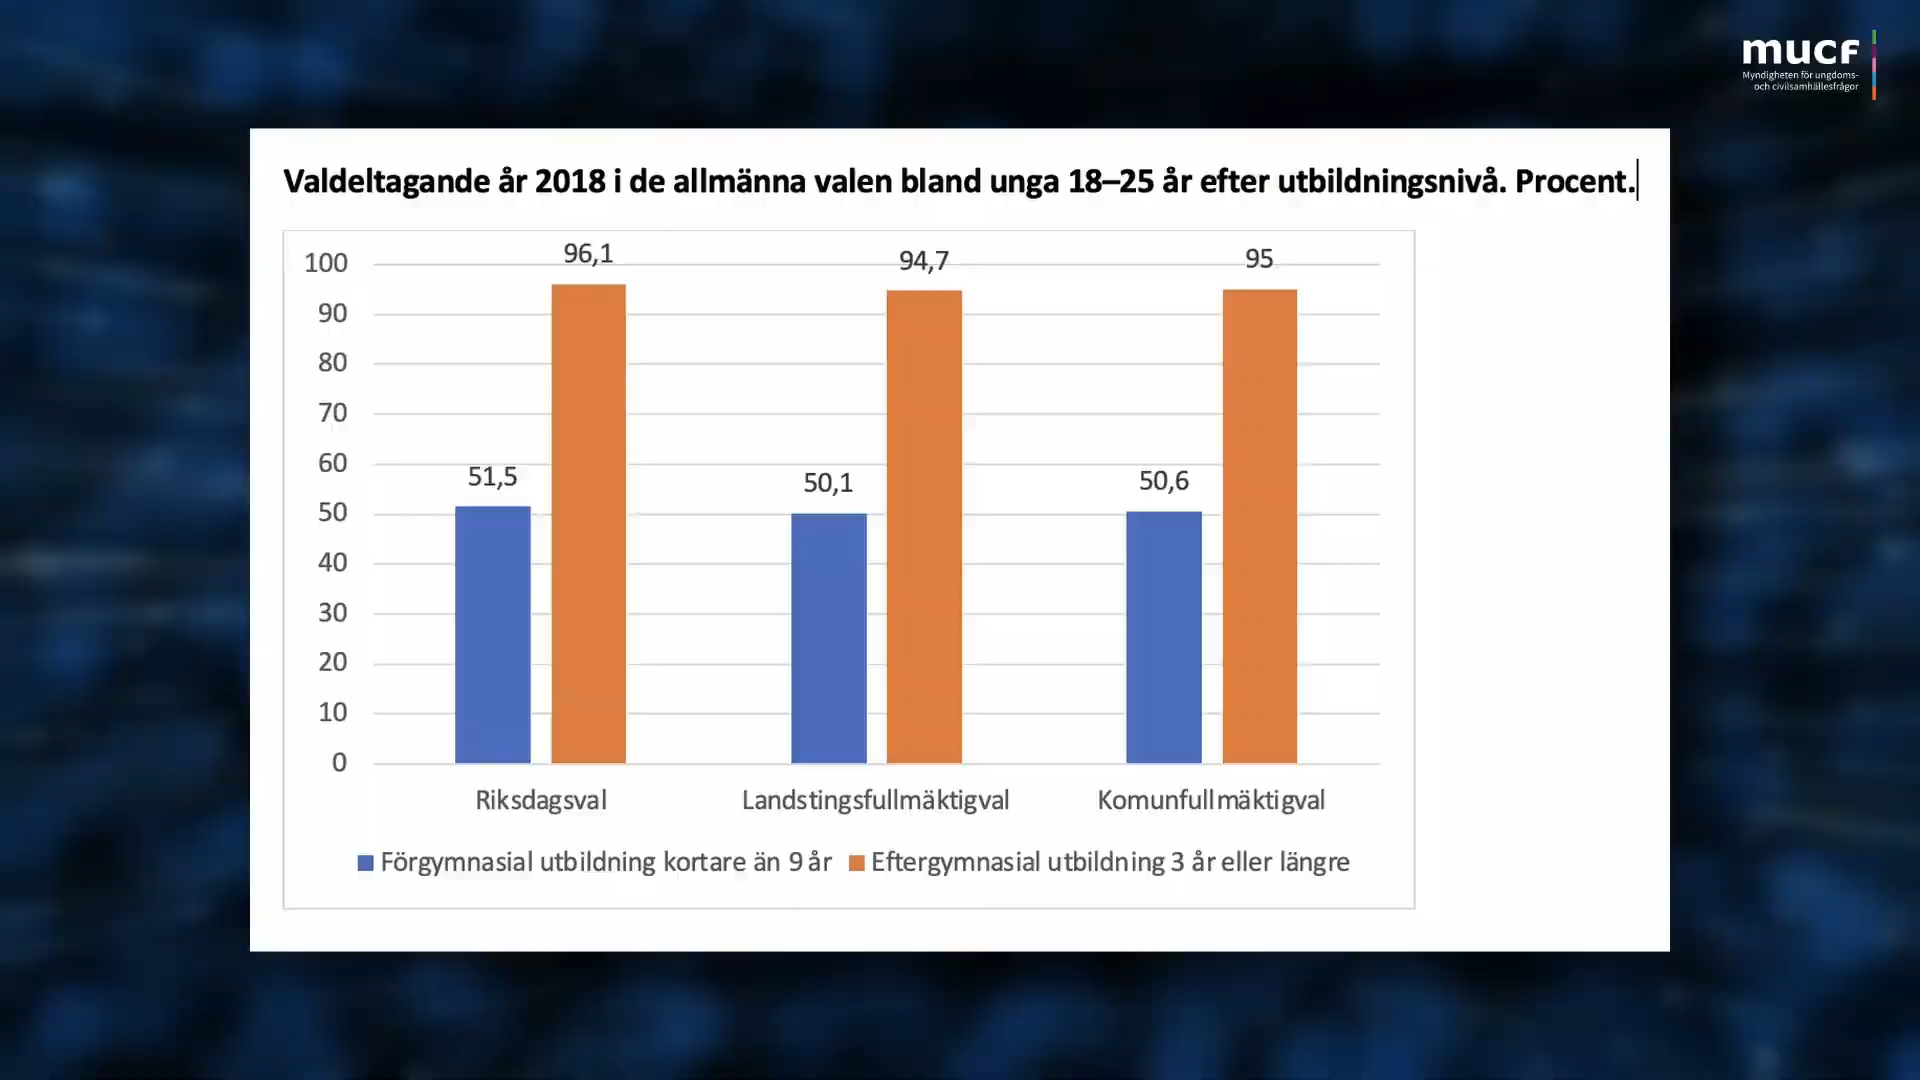 mucf
Myndigheten för ungdoms-
och civilsamhällesfrågor
Valdeltagande år 2018 i de allmänna valen bland unga 18–25 år efter utbildningsnivå. Procent.
100
90
80
70
60
50
40
30
20
10
0
51,5
96,1
50,1
94,7
50,6
95
Riksdagsval
Landstingsfullmäktigval
Komunfullmäktigval
Förgymnasial utbildning kortare än 9 år
Eftergymnasial utbildning 3 år eller längre